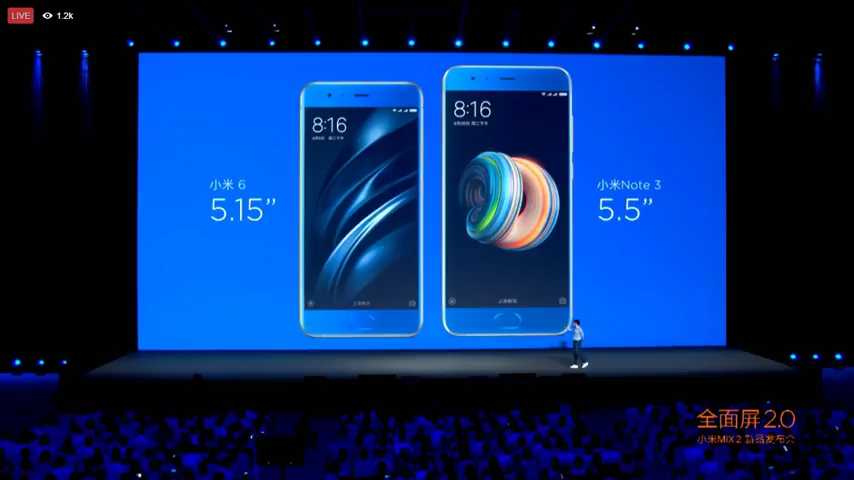 LIVE 1.2k
8:16
8:16
小米 6
5.15”
小米Note 3
5.5”
全面屏2.0
小米MIX 2 新品发布会